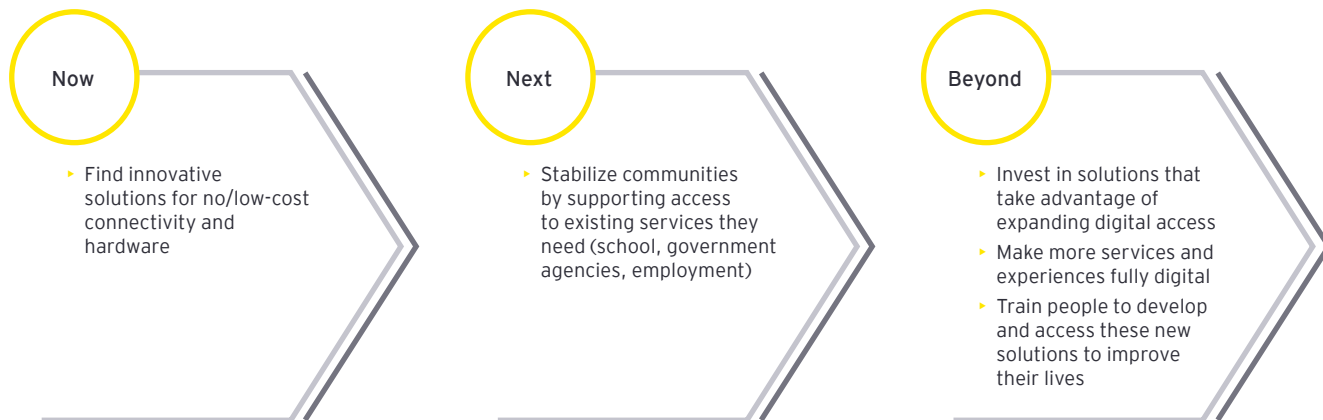 Now
Find innovative
solutions for no/low-cost
connectivity and
hardware
Next
Stabilize communities
by supporting access
to existing services they
need (school, government
agencies, employment)
Beyond
Invest in solutions that
take advantage of
expanding digital access
Make more services and
experiences fully digital
Train people to develop
and access these new
solutions to improve
their lives